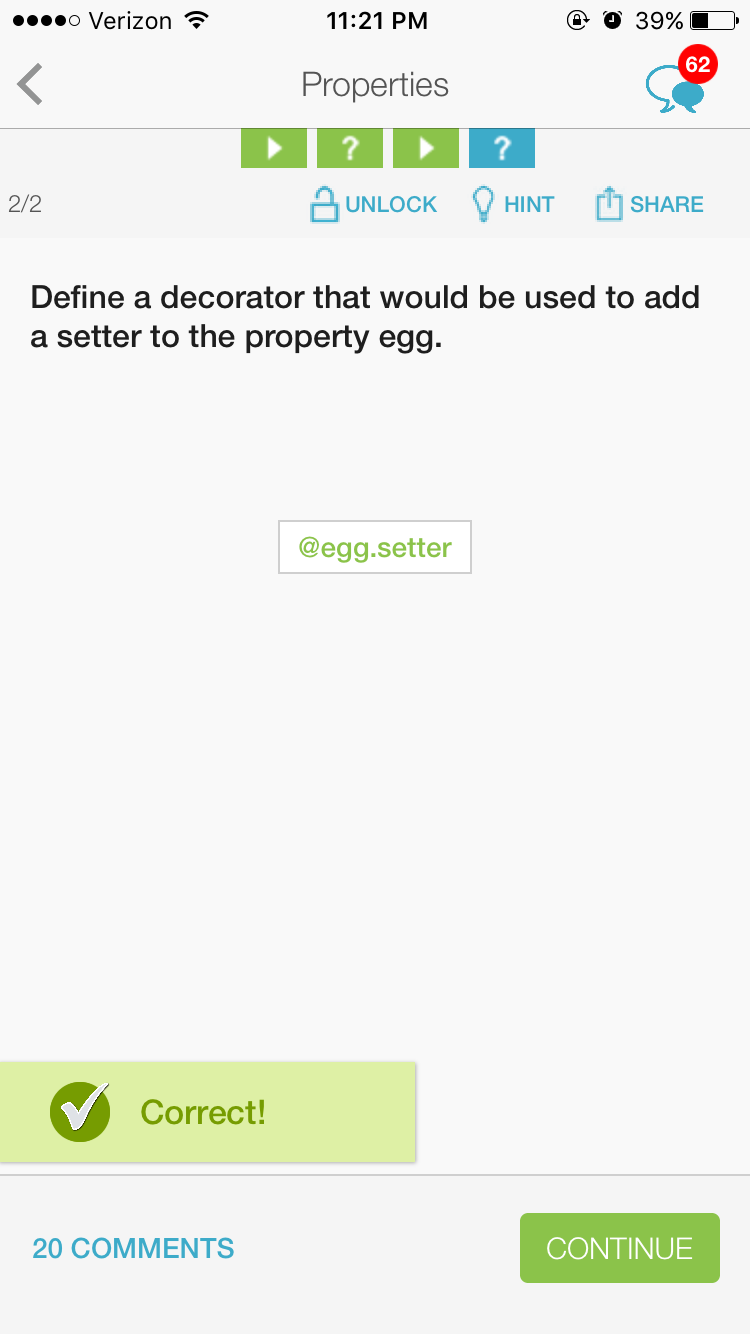 Verizon 11:21 PM 39%
Properties 62
? ?
2/2 UNLOCK HINT SHARE
Define a decorator that would be used to add
a setter to the property egg.
@egg.setter
Correct!
20 COMMENTS CONTINUE